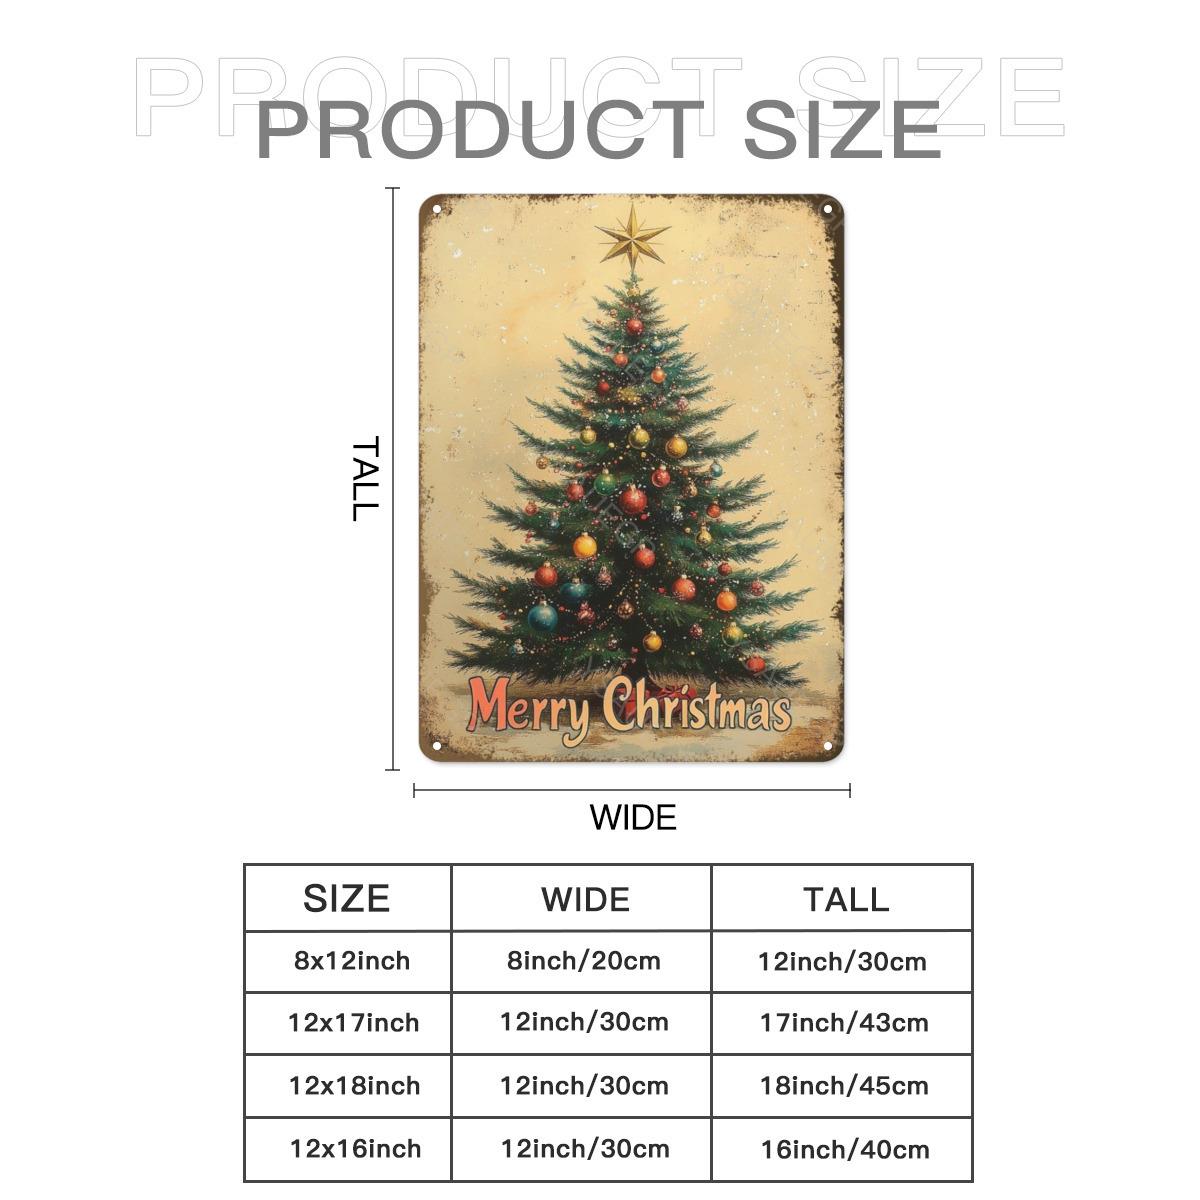 PRODUCT SIZE
PRODUCT SIZE
TALL
Merry Christmas
WIDE
SIZE WIDE TALL
8x12inch 8inch/20cm 12inch/30cm
12x17inch 12inch/30cm 17inch/43cm
12x18inch 12inch/30cm 18inch/45cm
12x16inch 12inch/30cm 16inch/40cm